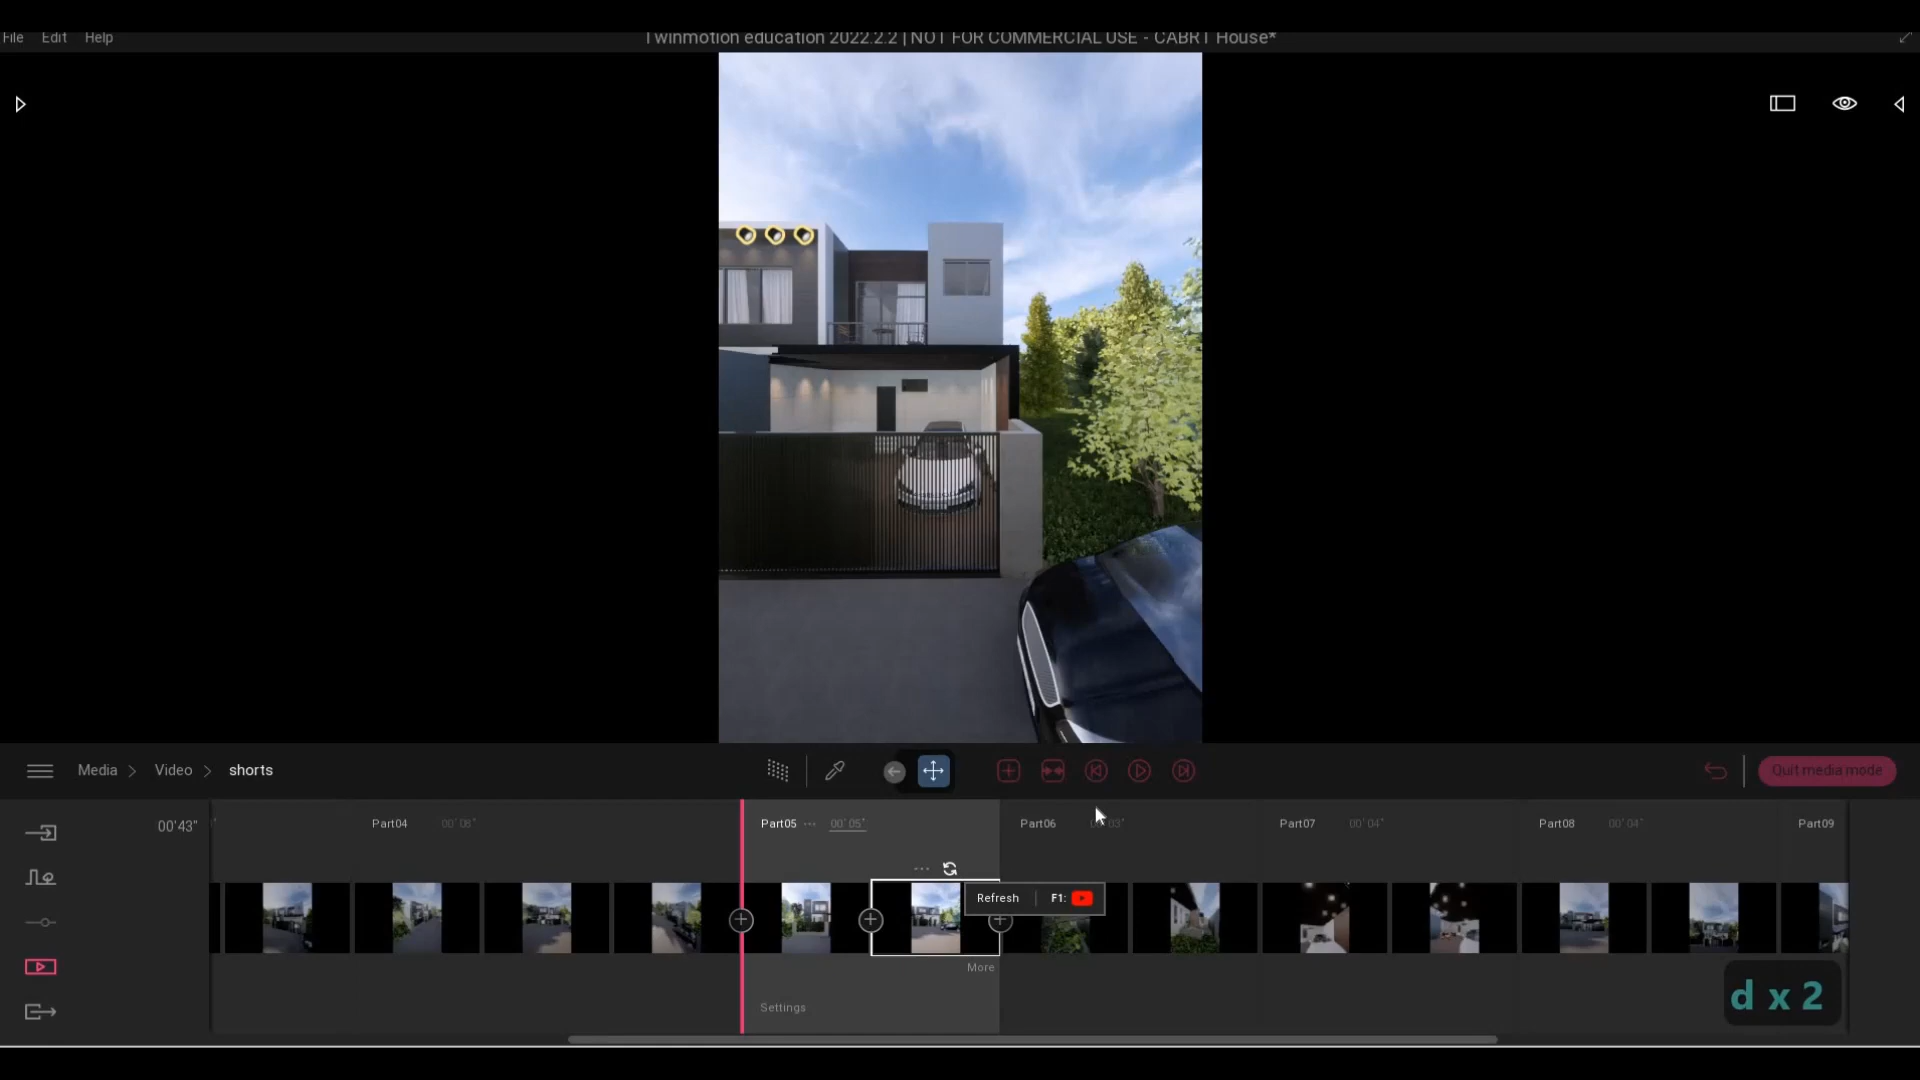 File Edit Help
Twinmotion education 2022.2.2 | NOT FOR COMMERCIAL USE - CABRT House*
Media Video shorts
Quit media mode
00'43"
Part04 00'08"
Part05 ... 00'05"
Part06
Part07 00'04"
Part08 00'04"
Part09
Refresh F1:
More
Settings
d x 2